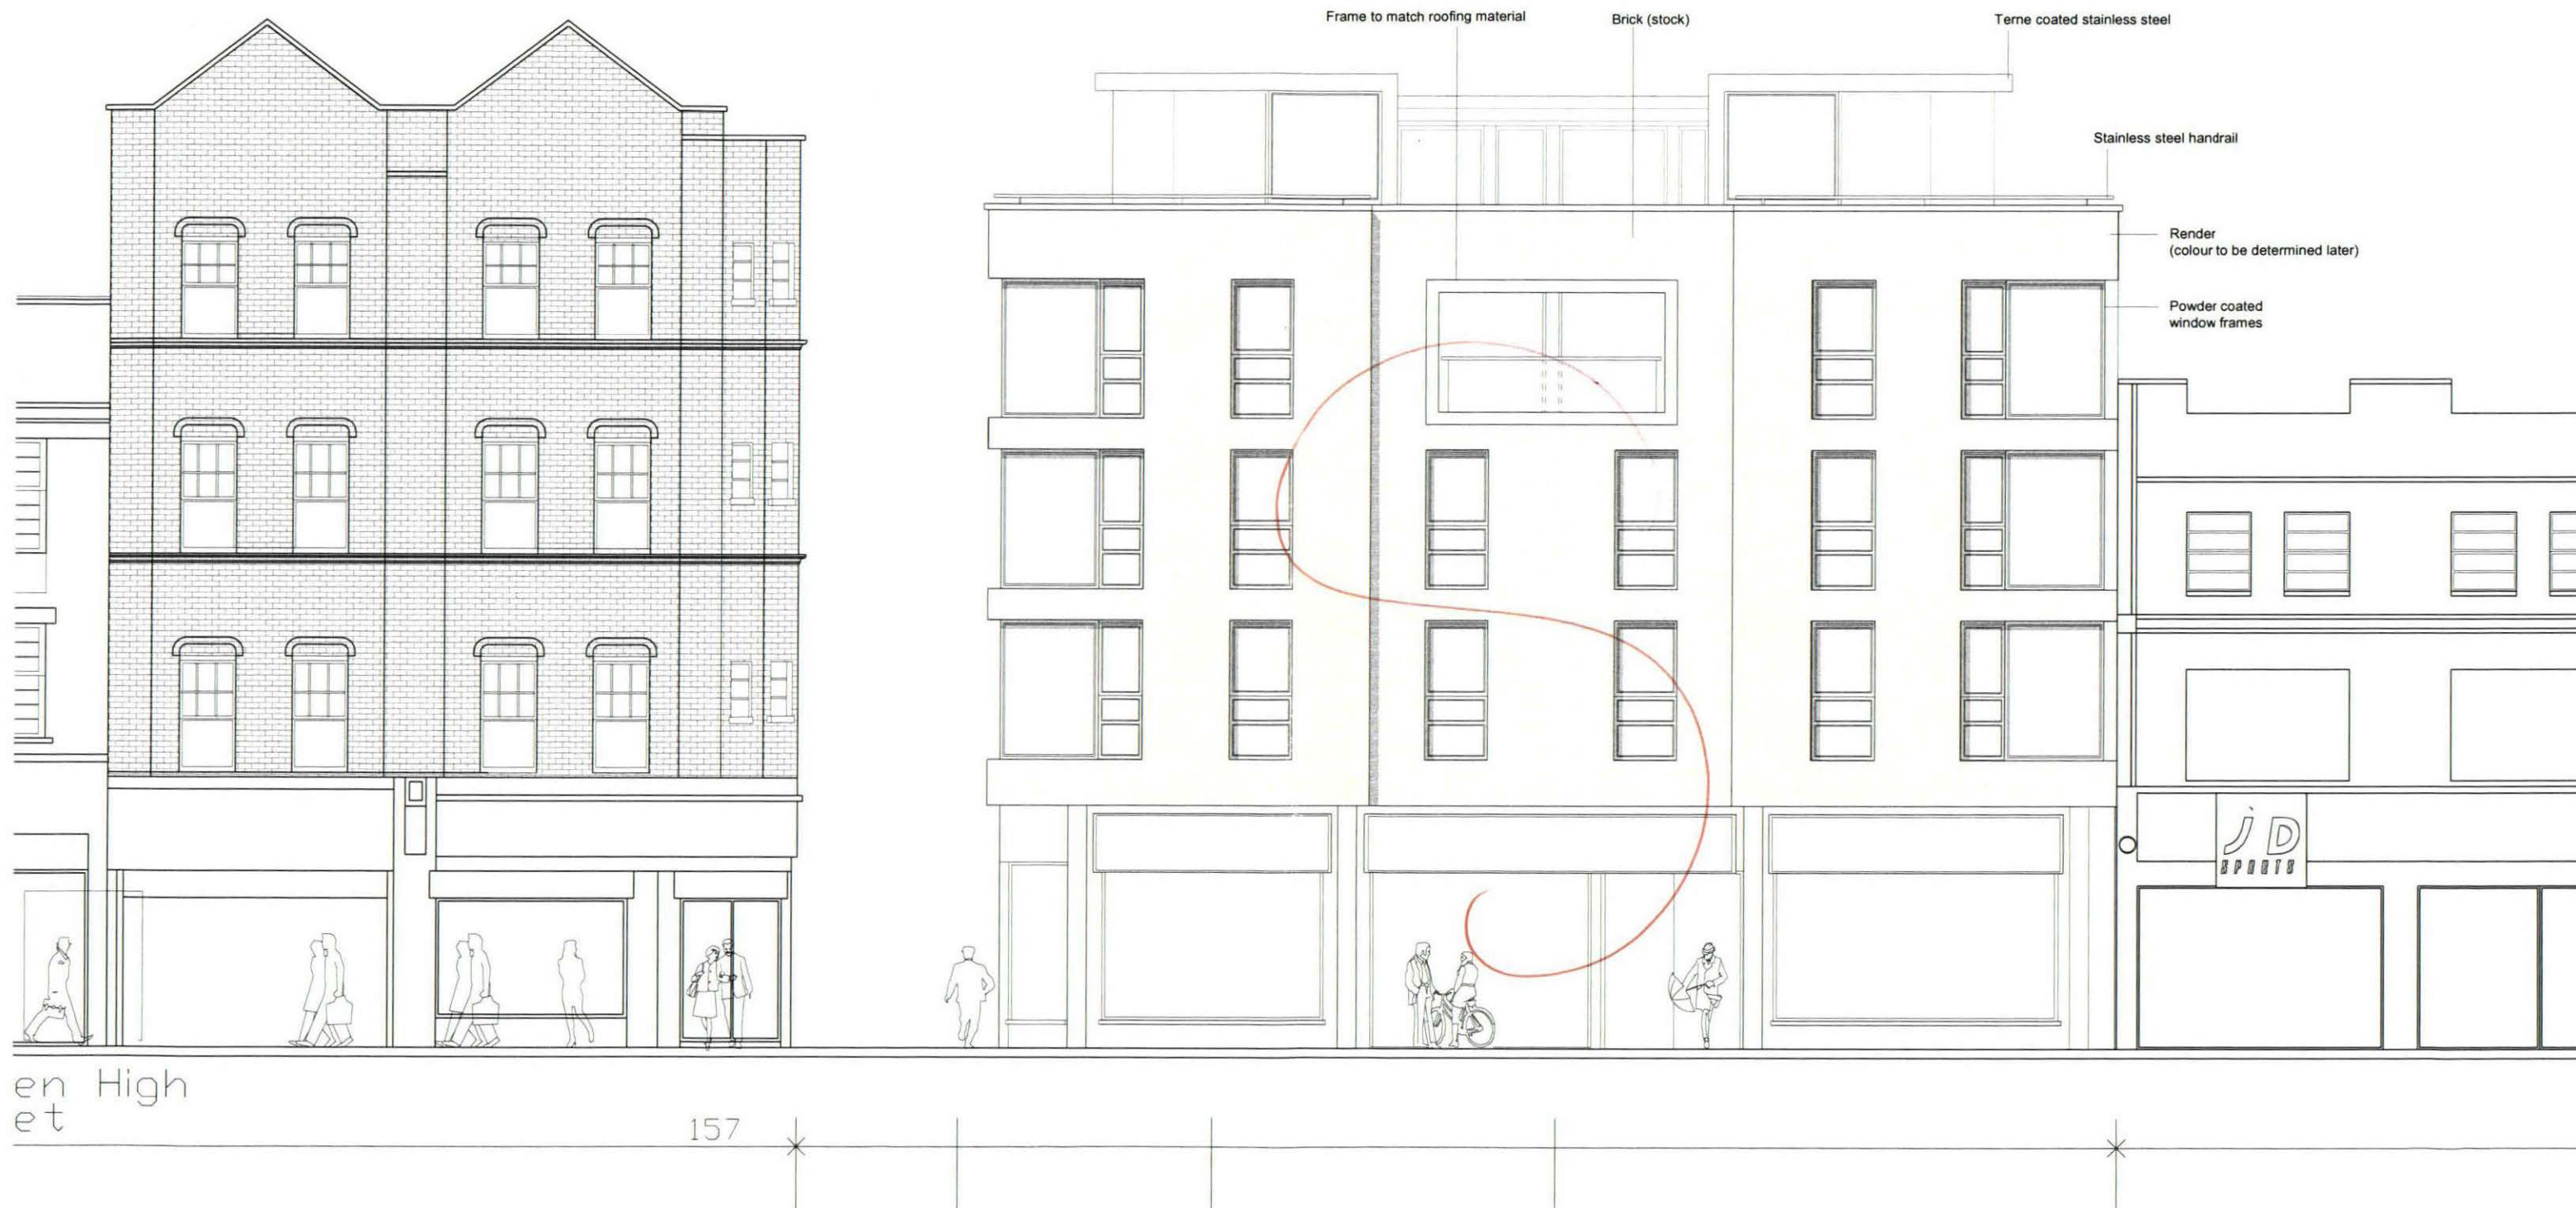 Frame to match roofing material
Brick (stock)
Terne coated stainless steel
Stainless steel handrail
Render
(colour to be determined later)
Powder coated
window frames
JD
SPORTS
en High
et
157